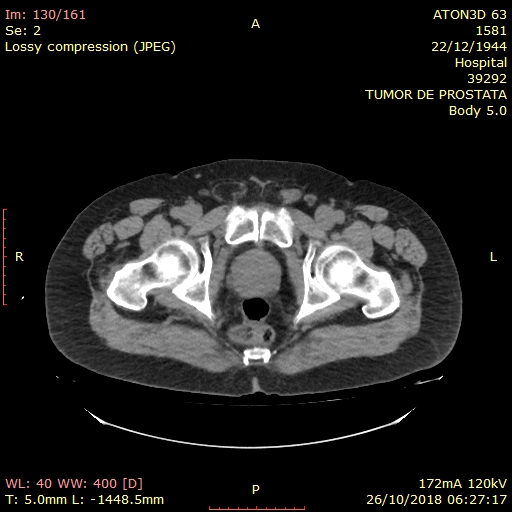 Im: 130/161
Se: 2
Lossy compression (JPEG)
A
ATON3D 63
1581
22/12/1944
Hospital
39292
TUMOR DE PROSTATA
Body 5.0
R
L
WL: 40 WW: 400 [D]
T: 5.0mm L: -1448.5mm
P
172mA 120kV
26/10/2018 06:27:17